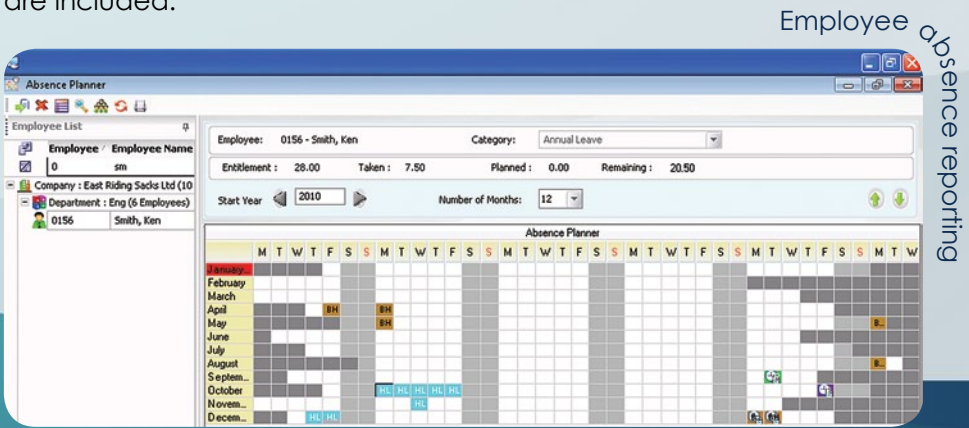 are included.
Employee absence reporting
Absence Planner
Employee List
Employee Employee Name
0 sm
Company : East Riding Sacks Ltd (10
Department : Eng (6 Employees)
0156 Smith, Ken
Employee: 0156 - Smith, Ken Category: Annual Leave
Entitlement : 28.00 Taken : 7.50 Planned : 0.00 Remaining : 20.50
Start Year 2010 Number of Months: 12
Absence Planner
M T W T F S S M T W T F S S M T W T F S S M T W T F S S M T W T F S S M T W
January...
February
March
April BH BH
May BH B...
June
July
August B...
Septem...
October HL HL HL HL HL
Novem... HL
Decem... HL HL